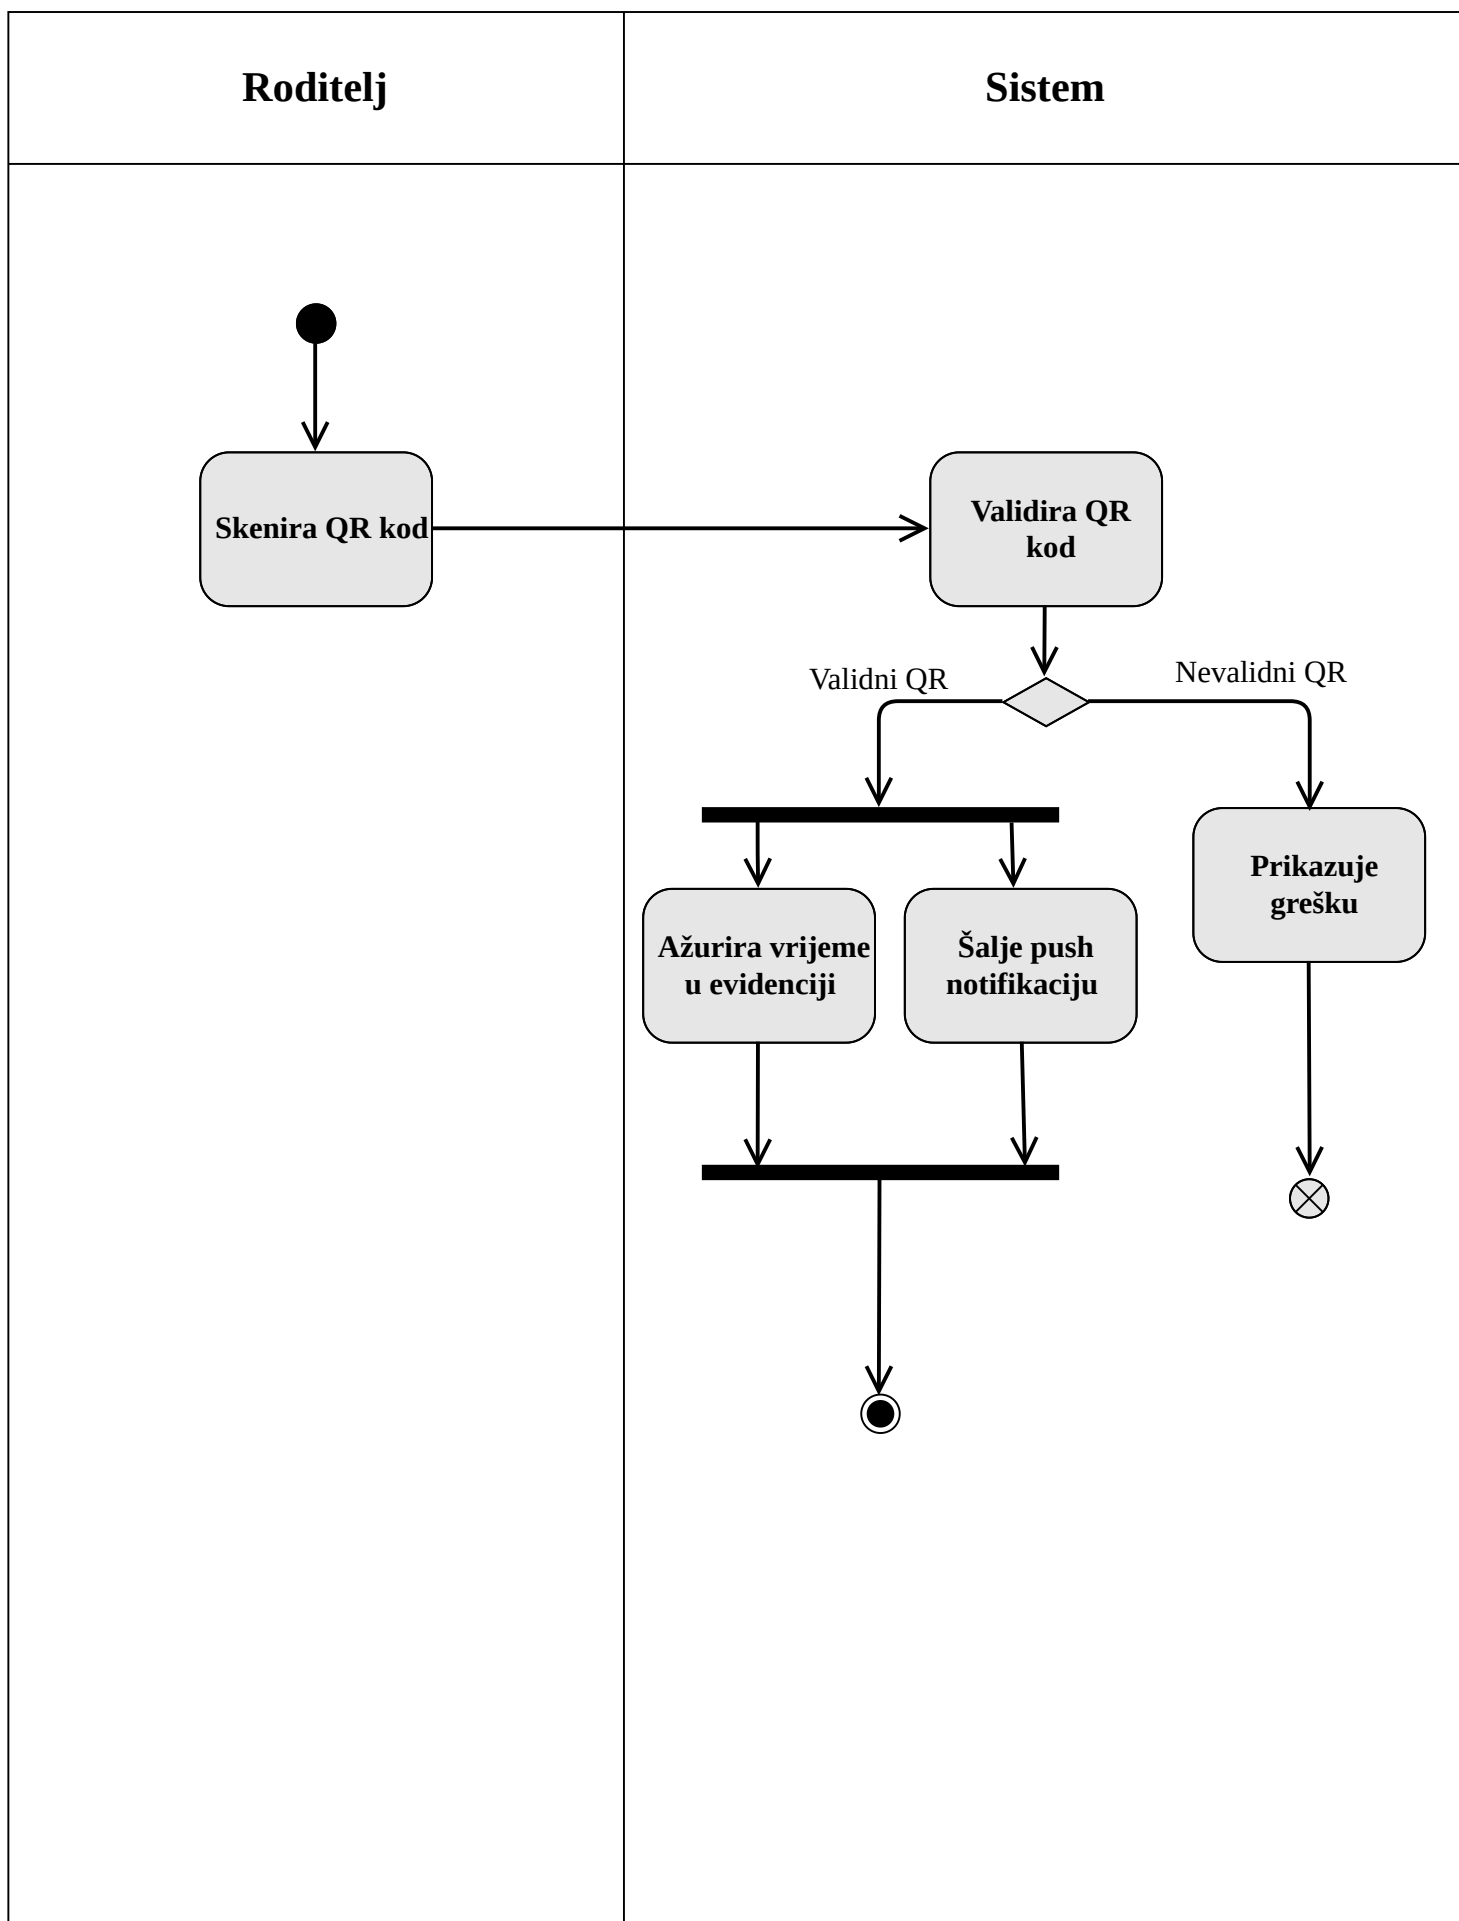 Roditelj
Sistem
Skenira QR kod
Validira QR
kod
Validni QR
Nevalidni QR
Ažurira vrijeme
u evidenciji
Šalje push
notifikaciju
Prikazuje
grešku